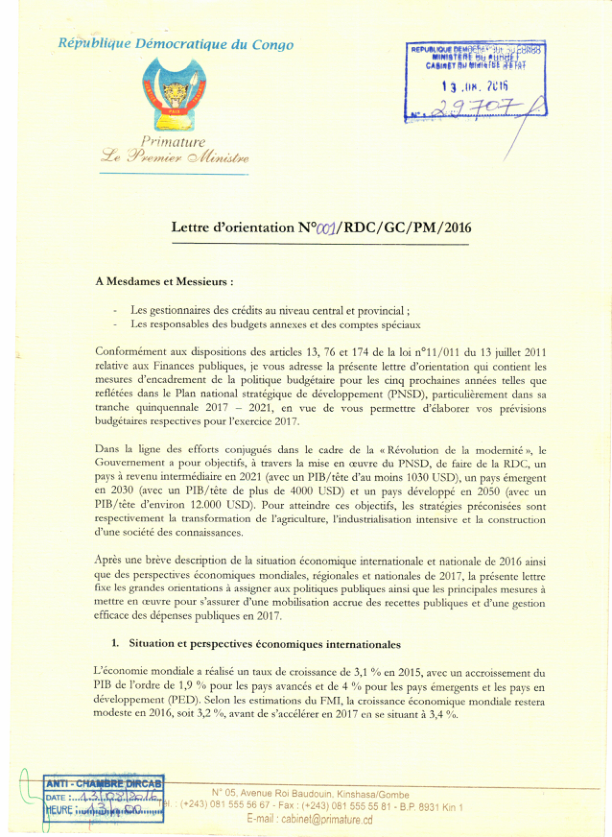 République Démocratique du Congo
Primature
Le Premier Ministre
REPUBLIQUE DEMOCRATIQUE DU CONGO
MINISTERE DU BUDGET
CABINET DU MINISTRE D'ETAT
13 2016
N° 29707
Lettre d'orientation N°001/RDC/GC/PM/2016
A Mesdames et Messieurs :
- Les gestionnaires des crédits au niveau central et provincial ;
- Les responsables des budgets annexes et des comptes spéciaux
Conformément aux dispositions des articles 13, 76 et 174 de la loi n°11/011 du 13 juillet 2011
relative aux Finances publiques, je vous adresse la présente lettre d'orientation qui contient les
mesures d'encadrement de la politique budgétaire pour les cinq prochaines années telles que
reflétées dans le Plan national stratégique de développement (PNSD), particulièrement dans sa
tranche quinquennale 2017 – 2021, en vue de vous permettre d'élaborer vos prévisions
budgétaires respectives pour l'exercice 2017.
Dans la ligne des efforts conjugués dans le cadre de la « Révolution de la modernité », le
Gouvernement a pour objectifs, à travers la mise en œuvre du PNSD, de faire de la RDC, un
pays à revenu intermédiaire en 2021 (avec un PIB/tête d'au moins 1030 USD), un pays émergent
en 2030 (avec un PIB/tête de plus de 4000 USD) et un pays développé en 2050 (avec un
PIB/tête d'environ 12.000 USD). Pour atteindre ces objectifs, les stratégies préconisées sont
respectivement la transformation de l'agriculture, l'industrialisation intensive et la construction
d'une société des connaissances.
Après une brève description de la situation économique internationale et nationale de 2016 ainsi
que des perspectives économiques mondiales, régionales et nationales de 2017, la présente lettre
fixe les grandes orientations à assigner aux politiques publiques ainsi que les principales mesures à
mettre en œuvre pour s'assurer d'une mobilisation accrue des recettes publiques et d'une gestion
efficace des dépenses publiques en 2017.
1. Situation et perspectives économiques internationales
L'économie mondiale a réalisé un taux de croissance de 3,1 % en 2015, avec un accroissement du
PIB de l'ordre de 1,9 % pour les pays avancés et de 4 % pour les pays émergents et les pays en
développement (PED). Selon les estimations du FMI, la croissance économique mondiale restera
modeste en 2016, soit 3,2 %, avant de s'accélérer en 2017 en se situant à 3,4 %.
ANTI - CHAMBRE DIRCAB
DATE : 13/08/2016
HEURE : 13h00
N° 05, Avenue Roi Baudouin, Kinshasa/Gombe
Tél. : (+243) 081 555 56 67 - Fax : (+243) 081 555 55 81 - B.P. 8931 Kin 1
E-mail : cabinet@primature.cd